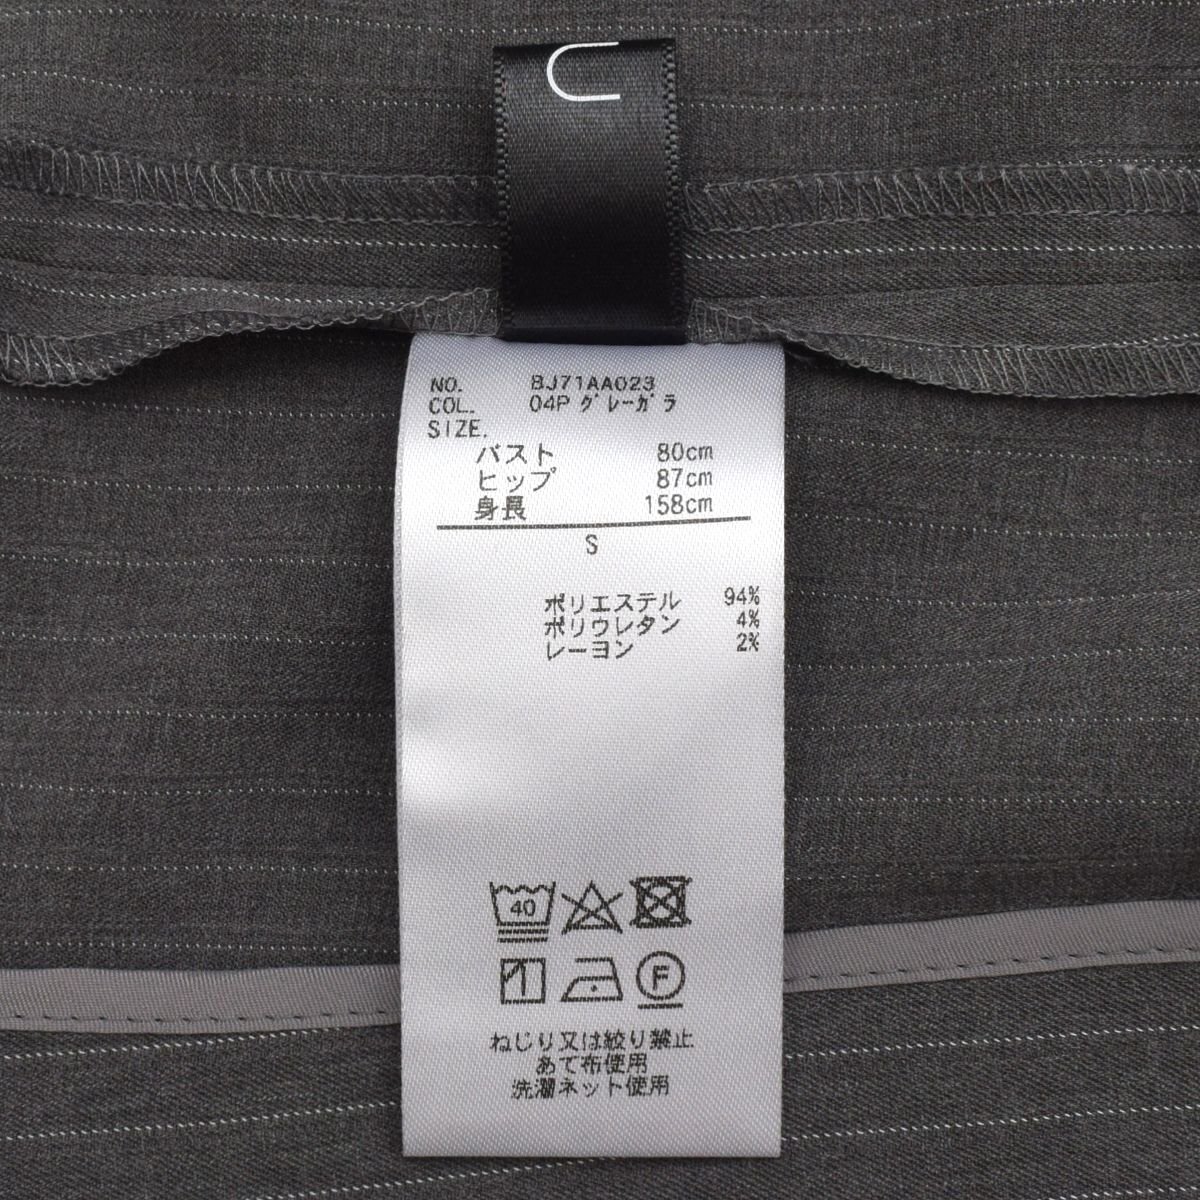 NO. BJ71AA023
COL. 04P グレーガラ
SIZE.
バスト 80cm
ヒップ 87cm
身長 158cm
S
ポリエステル 94%
ポリウレタン 4%
レーヨン 2%
40
F
ねじり又は絞り禁止
あて布使用
洗濯ネット使用